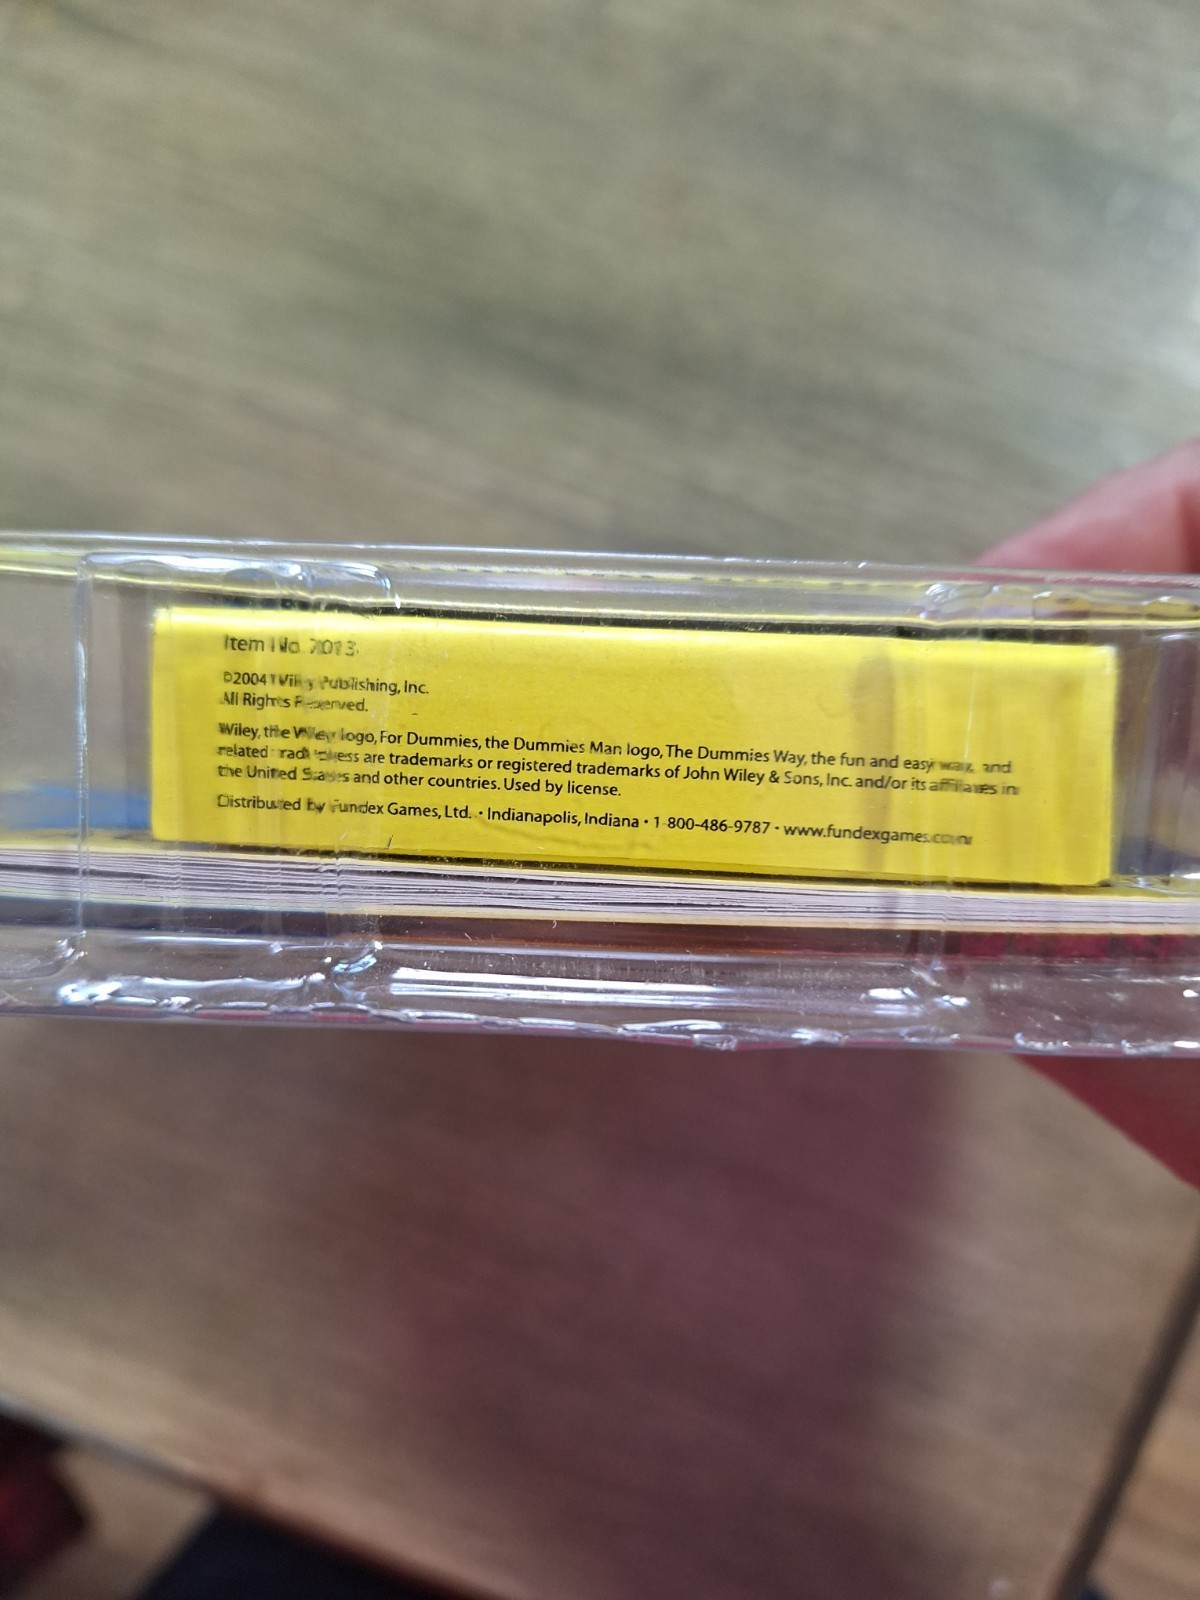 Item No. 2013
©2004 Wiley Publishing, Inc.
All Rights Reserved.
Wiley, the Wiley logo, For Dummies, the Dummies Man logo, The Dummies Way, the fun and easy way, and
related trad dress are trademarks or registered trademarks of John Wiley & Sons, Inc. and/or its affiliates in
the United States and other countries. Used by license.
Distributed by Fundex Games, Ltd. • Indianapolis, Indiana • 1-800-486-9787 • www.fundexgames.com